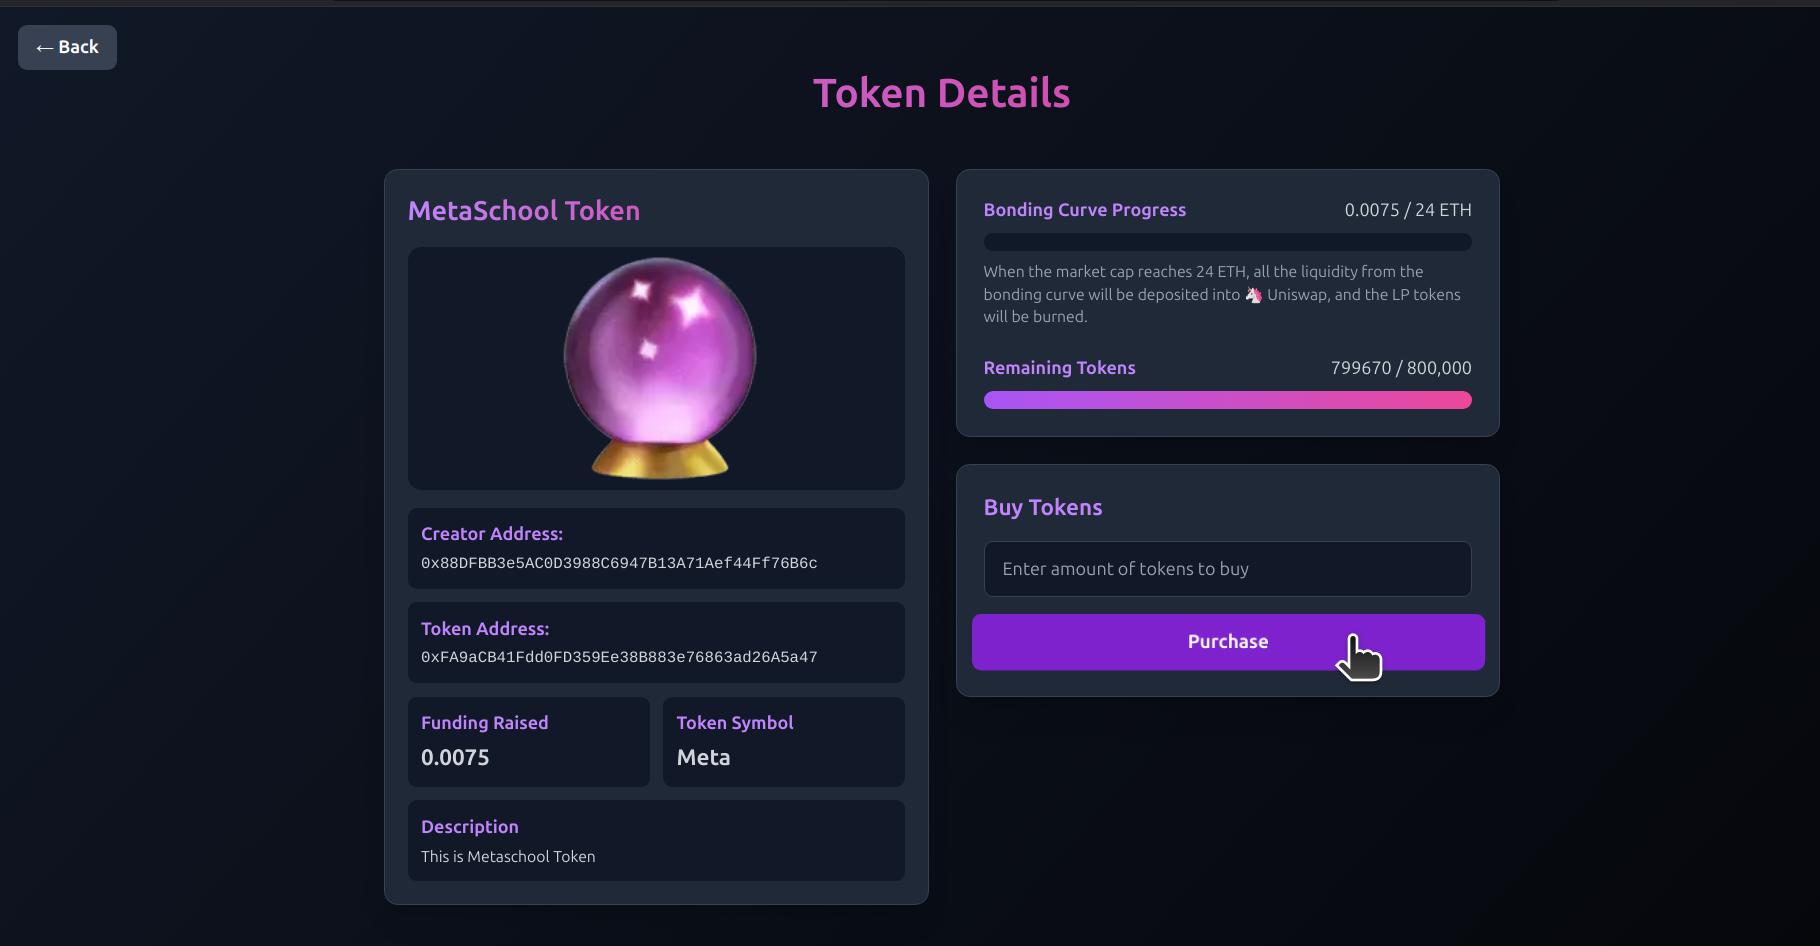 ← Back
Token Details
MetaSchool Token
Creator Address:
0x88DFBB3e5AC0D3988C6947B13A71Aef44Ff76B6c
Token Address:
0xFA9aCB41Fdd0FD359Ee38B883e76863ad26A5a47
Funding Raised
0.0075
Token Symbol
Meta
Description
This is Metaschool Token
Bonding Curve Progress
0.0075 / 24 ETH
When the market cap reaches 24 ETH, all the liquidity from the
bonding curve will be deposited into 🦄 Uniswap, and the LP tokens
will be burned.
Remaining Tokens
799670 / 800,000
Buy Tokens
Enter amount of tokens to buy
Purchase